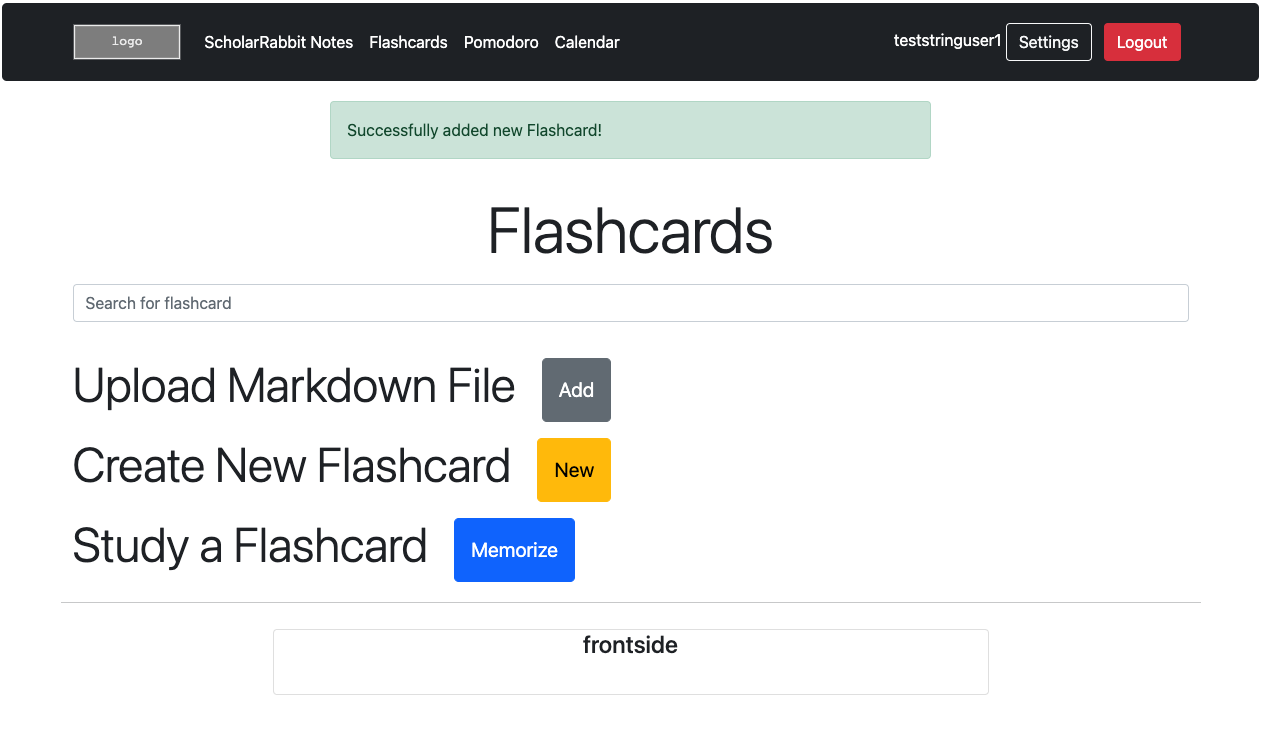 logo ScholarRabbit Notes Flashcards Pomodoro Calendar teststringuser1 Settings Logout
Successfully added new Flashcard!
Flashcards
Search for flashcard
Upload Markdown File Add
Create New Flashcard New
Study a Flashcard Memorize
frontside